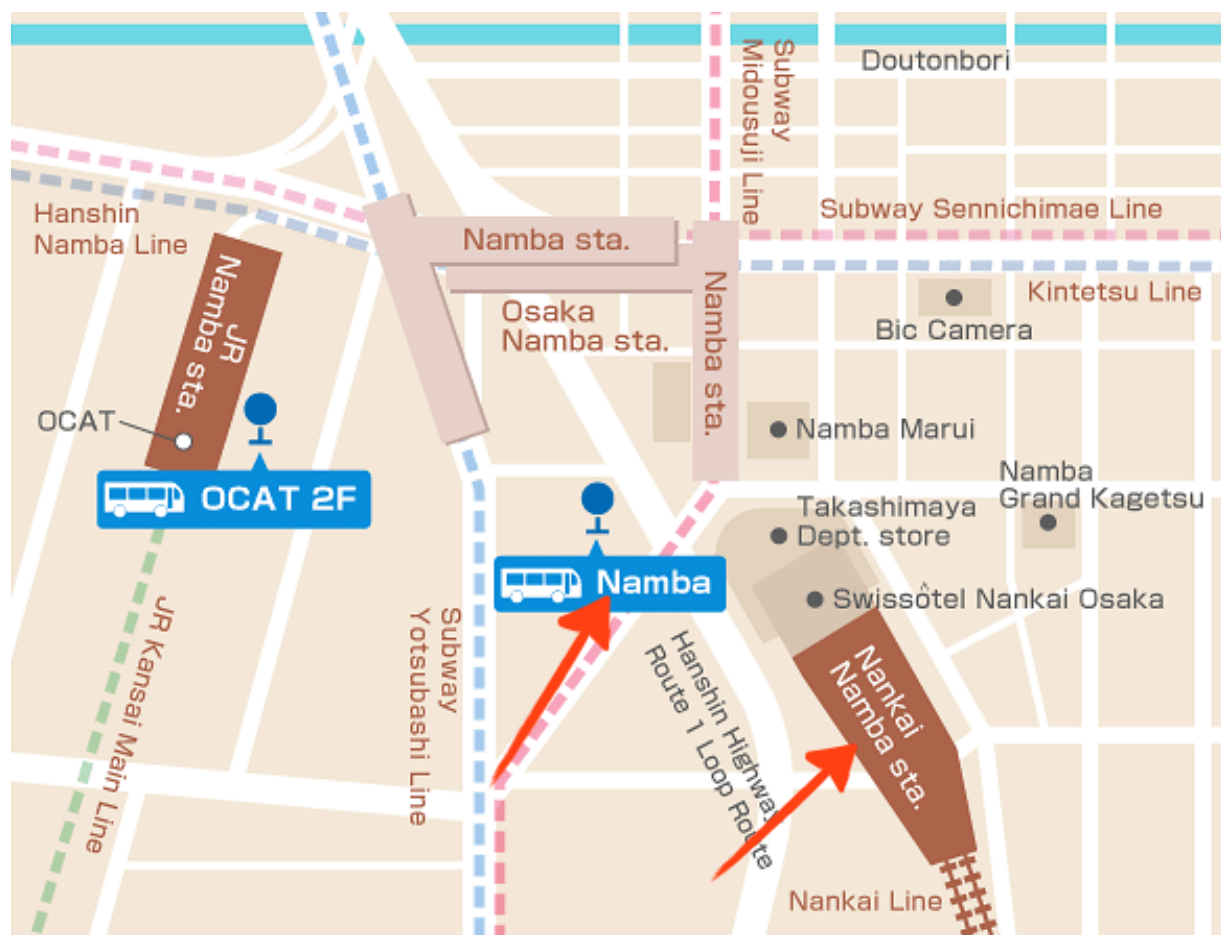 Doutonbori
Subway
Midousuji Line
Hanshin
Namba Line
Subway Sennichimae Line
Namba sta.
JR
Namba sta.
Namba sta.
Kintetsu Line
Osaka
Namba sta.
Bic Camera
OCAT
Namba Marui
OCAT 2F
Namba
Grand Kagetsu
Takashimaya
Dept. store
Namba
Swissôtel Nankai Osaka
JR Kansai Main Line
Subway
Yotsubashi Line
Hanshin Highway
Route 1 Loop Route
Nankai
Namba sta.
Nankai Line